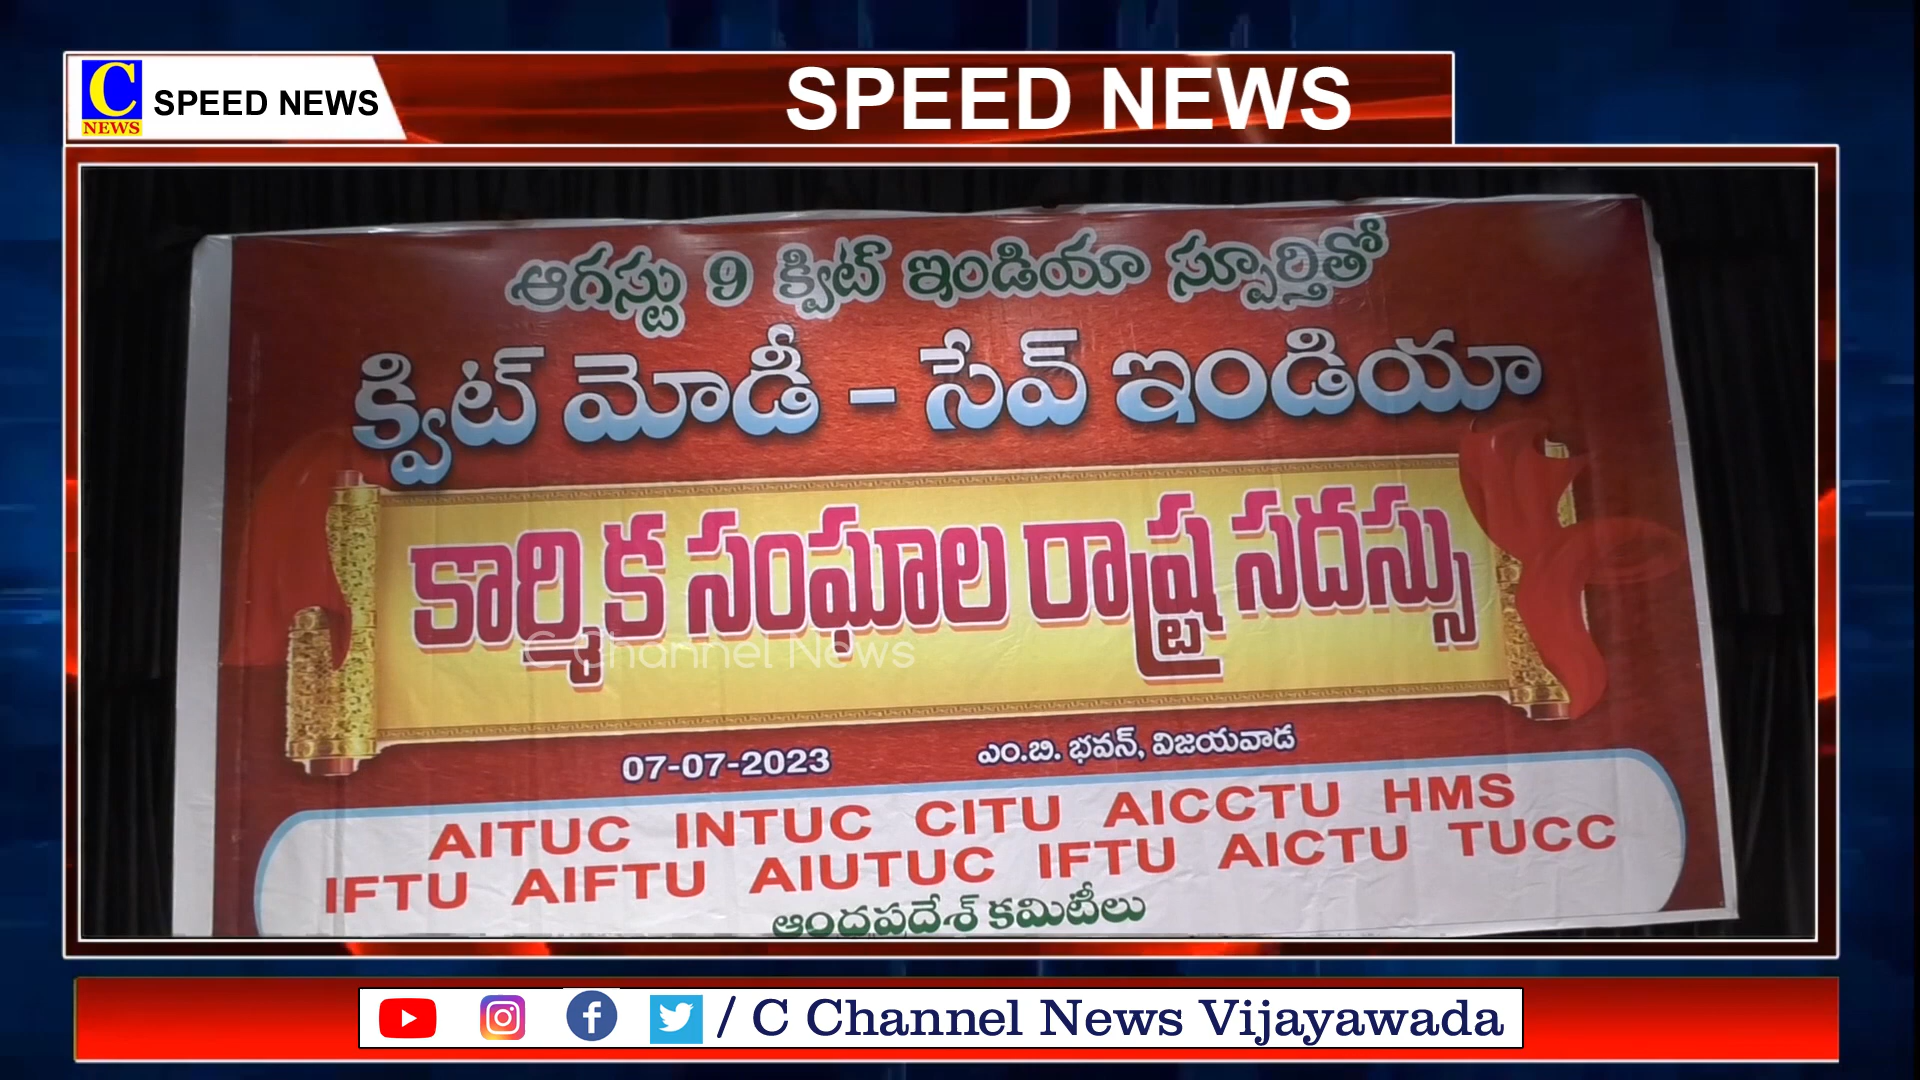 C
NEWS
SPEED NEWS
SPEED NEWS
ఆగస్టు 9 క్విట్ ఇండియా స్పూర్తితో
క్విట్ మోడీ - సేవ్ ఇండియా
కార్మిక సంఘాల రాష్ట్ర సదస్సు
C Channel News
07-07-2023 ఎం.బి. భవన్, విజయవాడ
AITUC INTUC CITU AICCTU HMS
IFTU AIFTU AIUTUC IFTU AICTU TUCC
ఆంధ్రప్రదేశ్ కమిటీలు
/ C Channel News Vijayawada